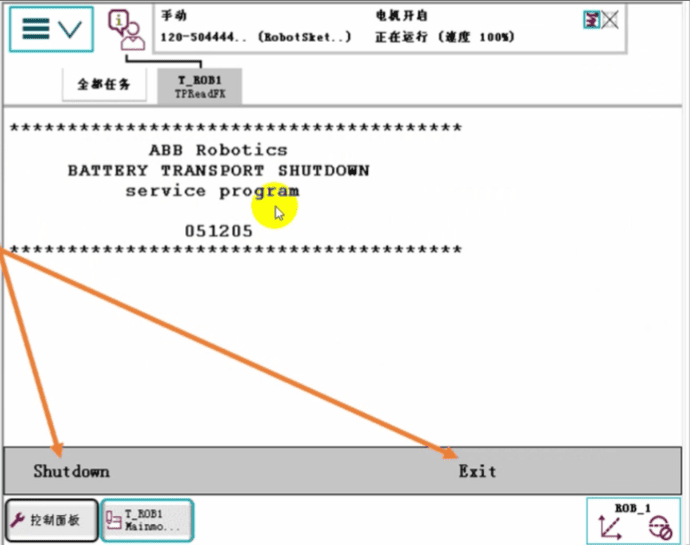 手动
120-504444.. (RobotSket..)
电机开启
正在运行 (速度 100%)
全部任务
T_ROB1
TPReadFK
***************************************
ABB Robotics
BATTERY TRANSPORT SHUTDOWN
service program
051205
***************************************
Shutdown
Exit
控制面板
T_ROB1
Mainmo...
ROB_1